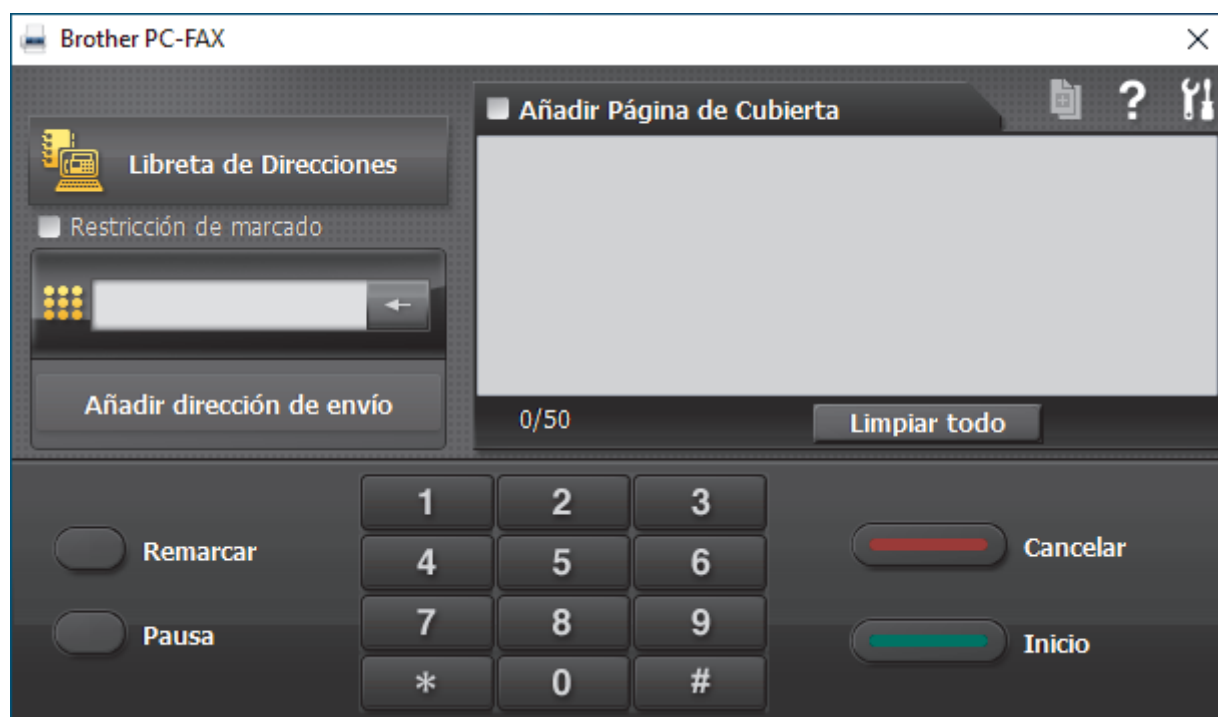 Brother PC-FAX
Libreta de Direcciones
Restricción de marcado
Añadir dirección de envío
Añadir Página de Cubierta
?
0/50
Limpiar todo
Remarcar
Pausa
1 2 3
4 5 6
7 8 9
* 0 #
Cancelar
Inicio